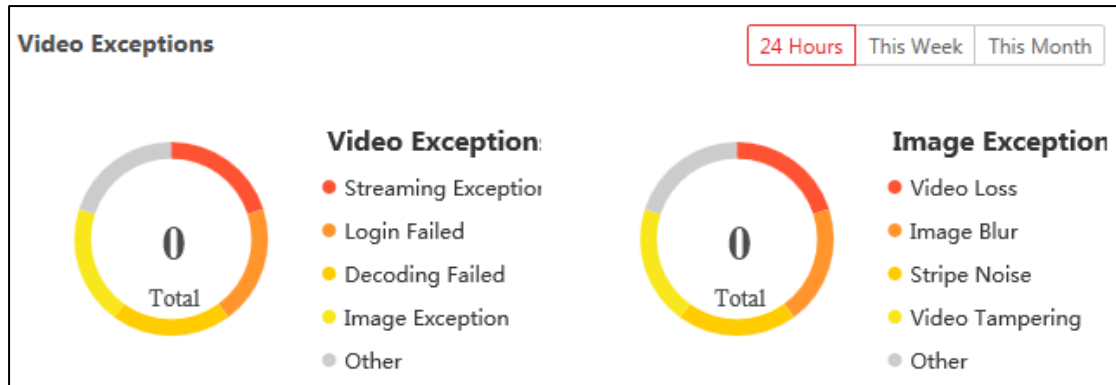 Video Exceptions
24 Hours This Week This Month
Video Exception
Streaming Exception
Login Failed
Decoding Failed
Image Exception
Other
0
Total
Image Exception
Video Loss
Image Blur
Stripe Noise
Video Tampering
Other
0
Total